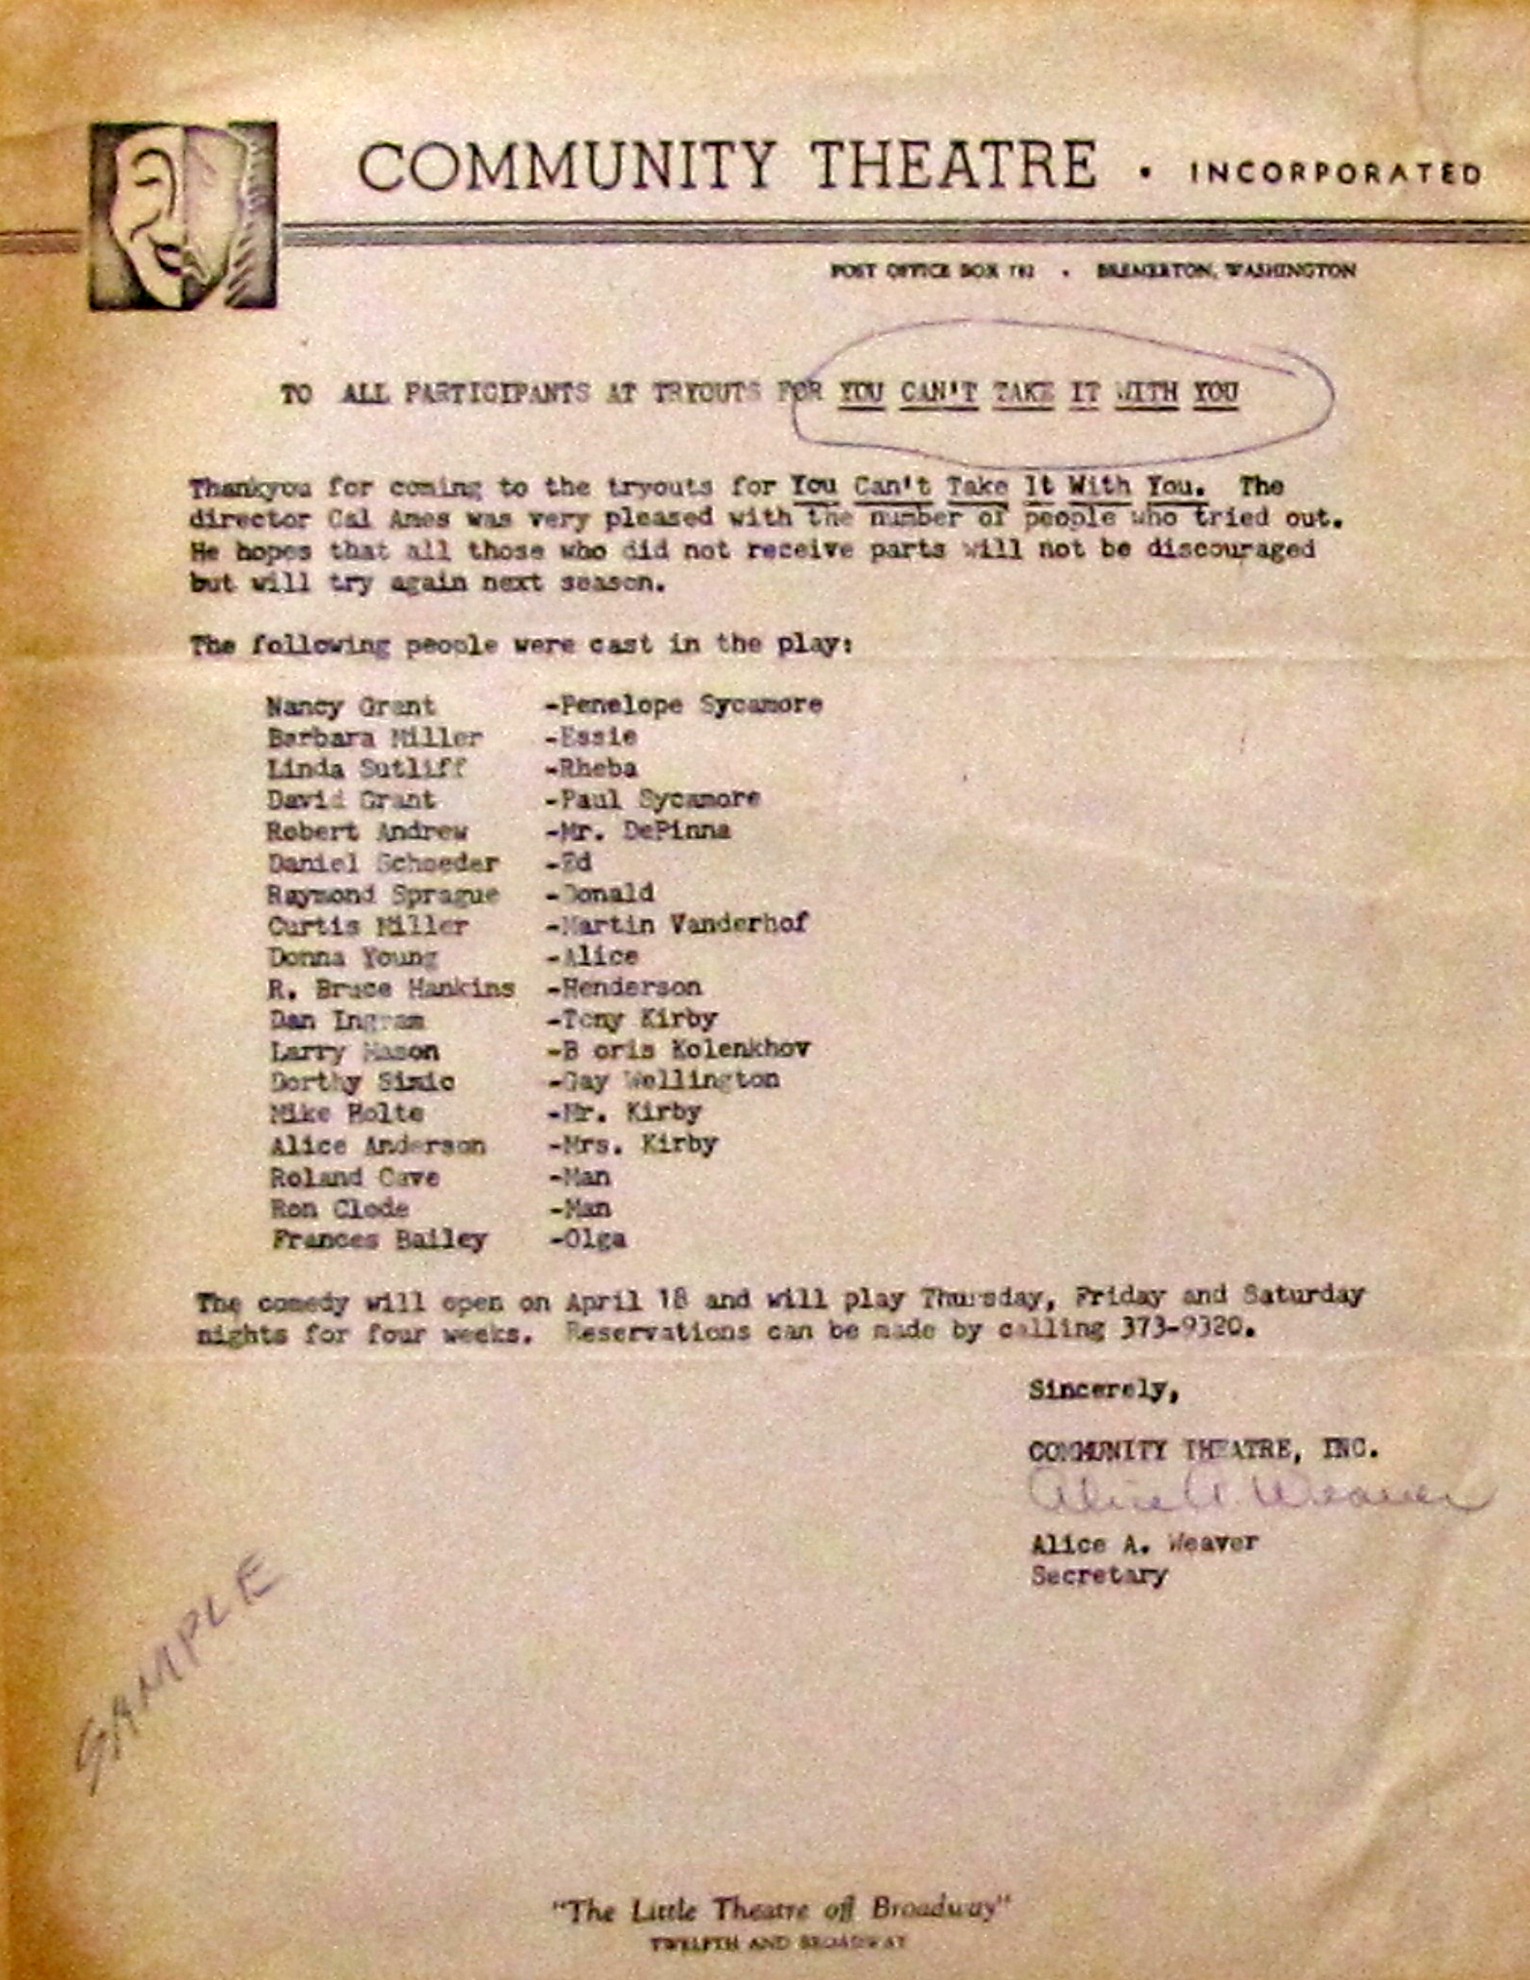 COMMUNITY THEATRE • INCORPORATED
POST OFFICE BOX 782 • BREMERTON, WASHINGTON
TO ALL PARTICIPANTS AT TRYOUTS FOR YOU CAN'T TAKE IT WITH YOU
Thankyou for coming to the tryouts for You Can't Take It With You. The
director Cal Ames was very pleased with the number of people who tried out.
He hopes that all those who did not receive parts will not be discouraged
but will try again next season.
The following people were cast in the play:
Nancy Grant -Penelope Sycamore
Barbara Miller -Essie
Linda Sutliff -Rheba
David Grant -Paul Sycamore
Robert Andrew -Mr. DePinna
Daniel Schoeder -Ed
Raymond Sprague -Donald
Curtis Miller -Martin Vanderhof
Donna Young -Alice
R. Bruce Hankins -Henderson
Dan Ingram -Tony Kirby
Larry Mason -B oris Kolenkhov
Dorthy Simic -Gay Wellington
Mike Holte -Mr. Kirby
Alice Anderson -Mrs. Kirby
Roland Cave -Man
Ron Clode -Man
Frances Bailey -Olga
The comedy will open on April 18 and will play Thursday, Friday and Saturday
nights for four weeks. Reservations can be made by calling 373-9320.
Sincerely,
COMMUNITY THEATRE, INC.
Alice A. Weaver
Alice A. Weaver
Secretary
SAMPLE
"The Little Theatre off Broadway"
TWELFTH AND BROADWAY